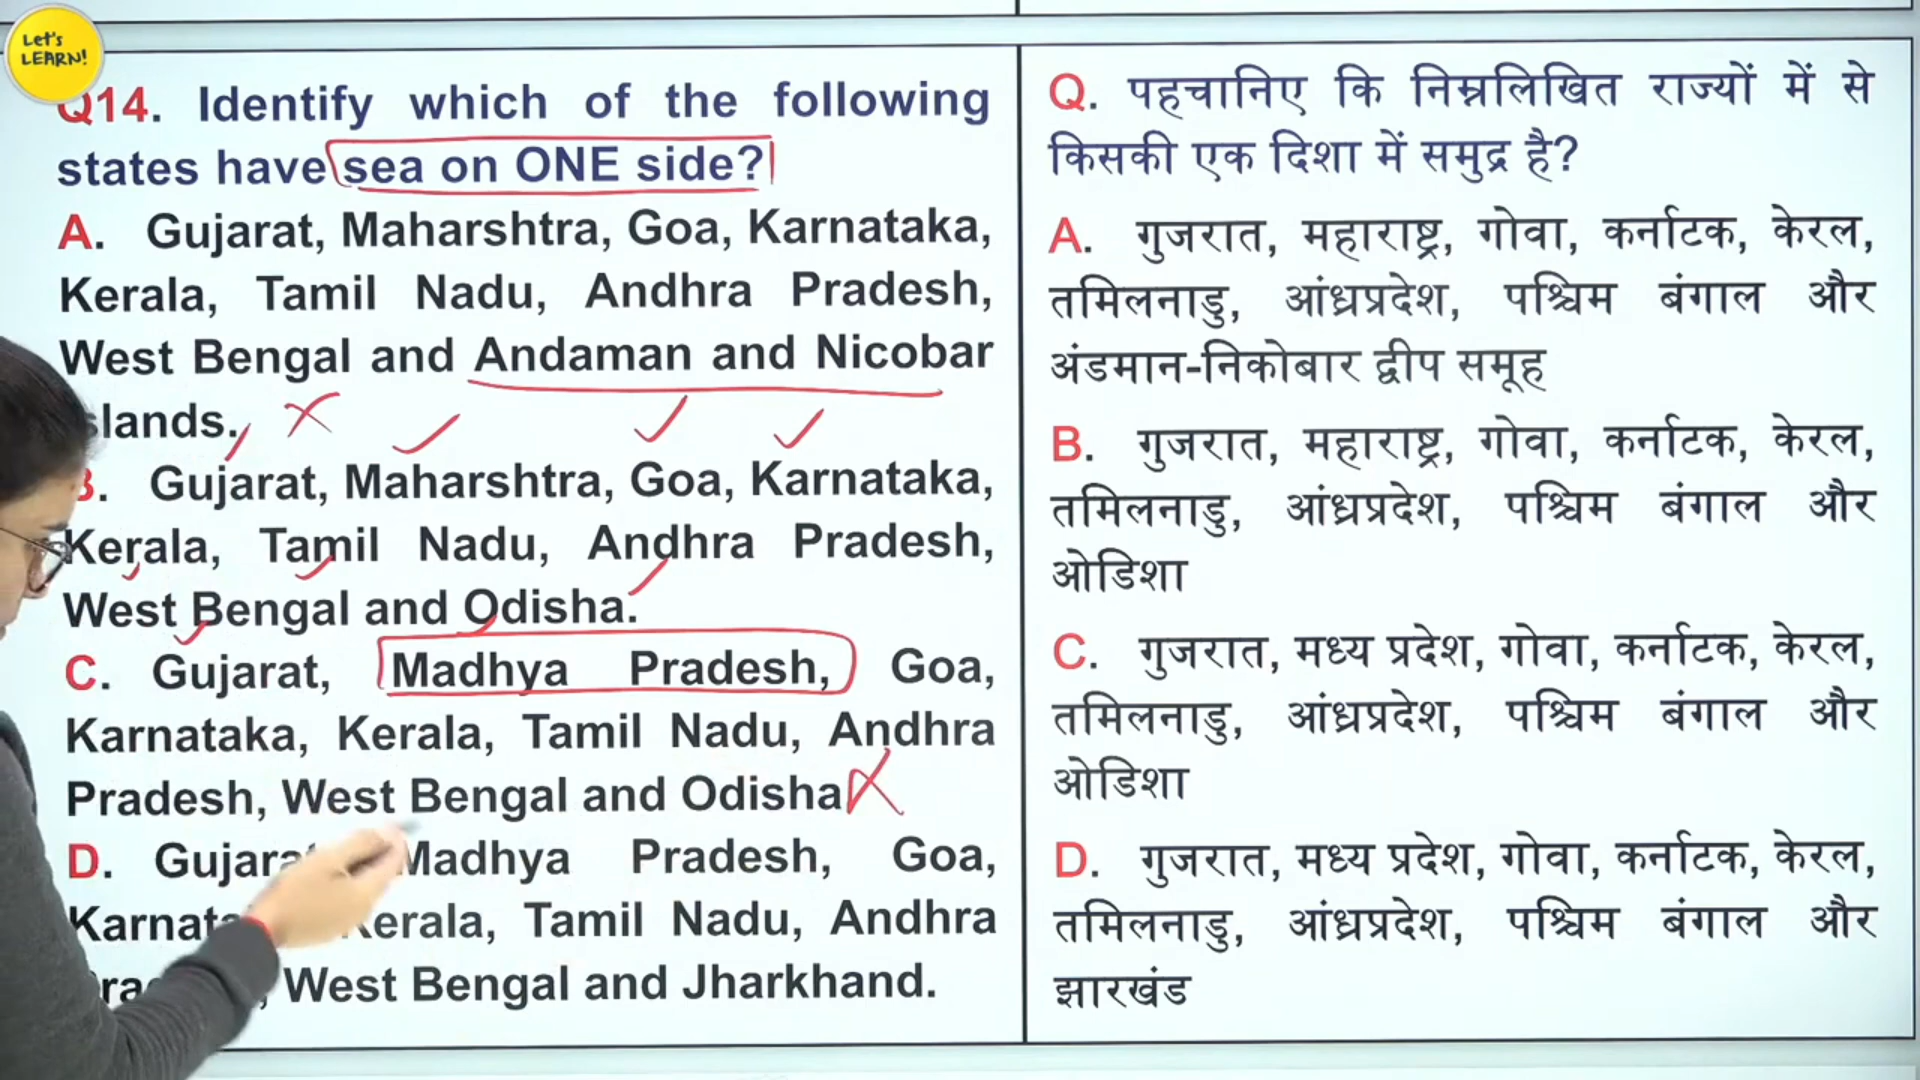 Let's
LEARN!
Q14. Identify which of the following
states have sea on ONE side?
A. Gujarat, Maharshtra, Goa, Karnataka,
Kerala, Tamil Nadu, Andhra Pradesh,
West Bengal and Andaman and Nicobar
slands.
B. Gujarat, Maharshtra, Goa, Karnataka,
Kerala, Tamil Nadu, Andhra Pradesh,
West Bengal and Odisha.
C. Gujarat, Madhya Pradesh, Goa,
Karnataka, Kerala, Tamil Nadu, Andhra
Pradesh, West Bengal and Odisha
D. Gujarat, Madhya Pradesh, Goa,
Karnat Kerala, Tamil Nadu, Andhra
West Bengal and Jharkhand.
Q. पहचानिए कि निम्नलिखित राज्यों में से
किसकी एक दिशा में समुद्र है?
A. गुजरात, महाराष्ट्र, गोवा, कर्नाटक, केरल,
तमिलनाडु, आंध्रप्रदेश, पश्चिम बंगाल और
अंडमान-निकोबार द्वीप समूह
B. गुजरात, महाराष्ट्र, गोवा, कर्नाटक, केरल,
तमिलनाडु, आंध्रप्रदेश, पश्चिम बंगाल और
ओडिशा
C. गुजरात, मध्य प्रदेश, गोवा, कर्नाटक, केरल,
तमिलनाडु, आंध्रप्रदेश, पश्चिम बंगाल और
ओडिशा
D. गुजरात, मध्य प्रदेश, गोवा, कर्नाटक, केरल,
तमिलनाडु, आंध्रप्रदेश, पश्चिम बंगाल और
झारखंड